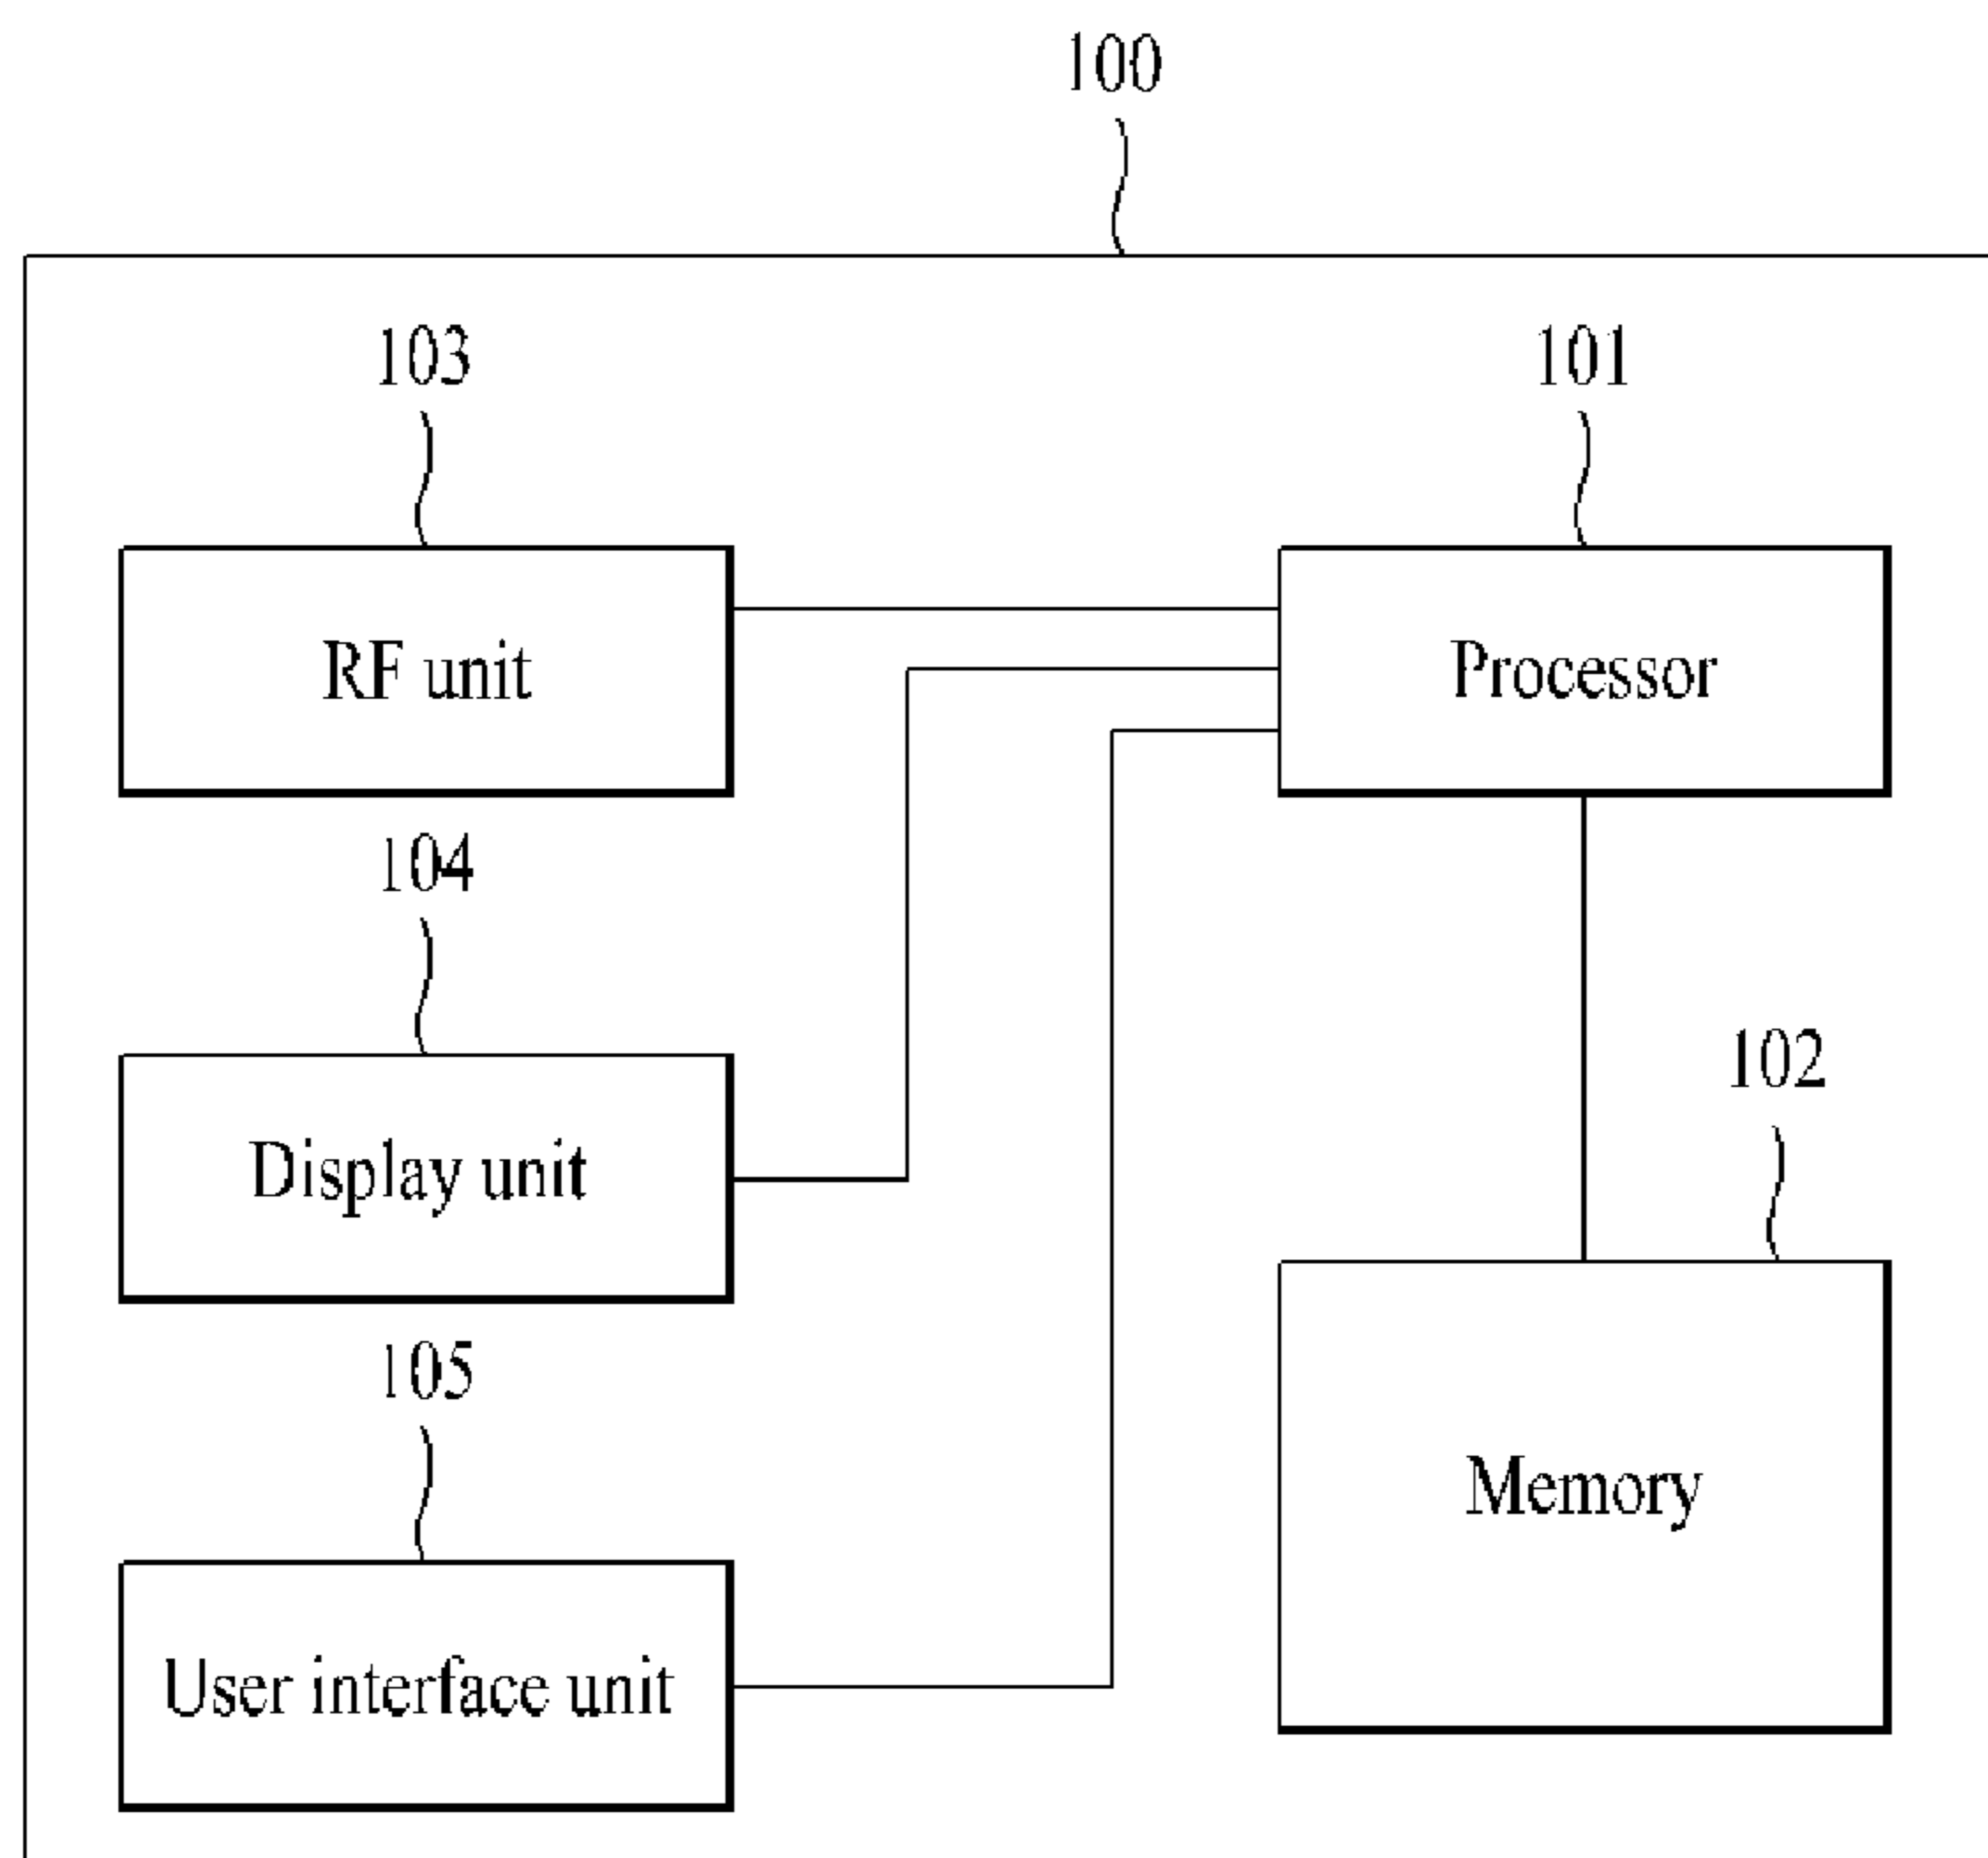 100
103
101
RF unit
Processor
104
102
Display unit
105
Memory
User interface unit